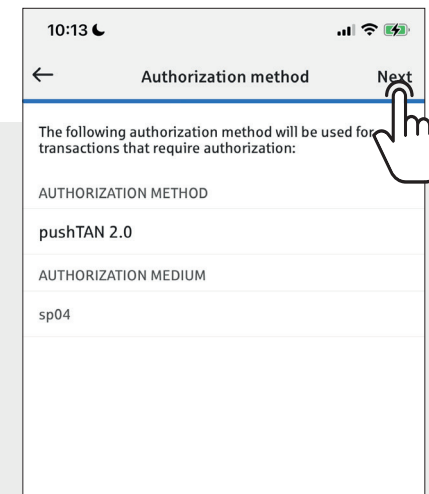 10:13
Authorization method Next
The following authorization method will be used for
transactions that require authorization:
AUTHORIZATION METHOD
pushTAN 2.0
AUTHORIZATION MEDIUM
sp04